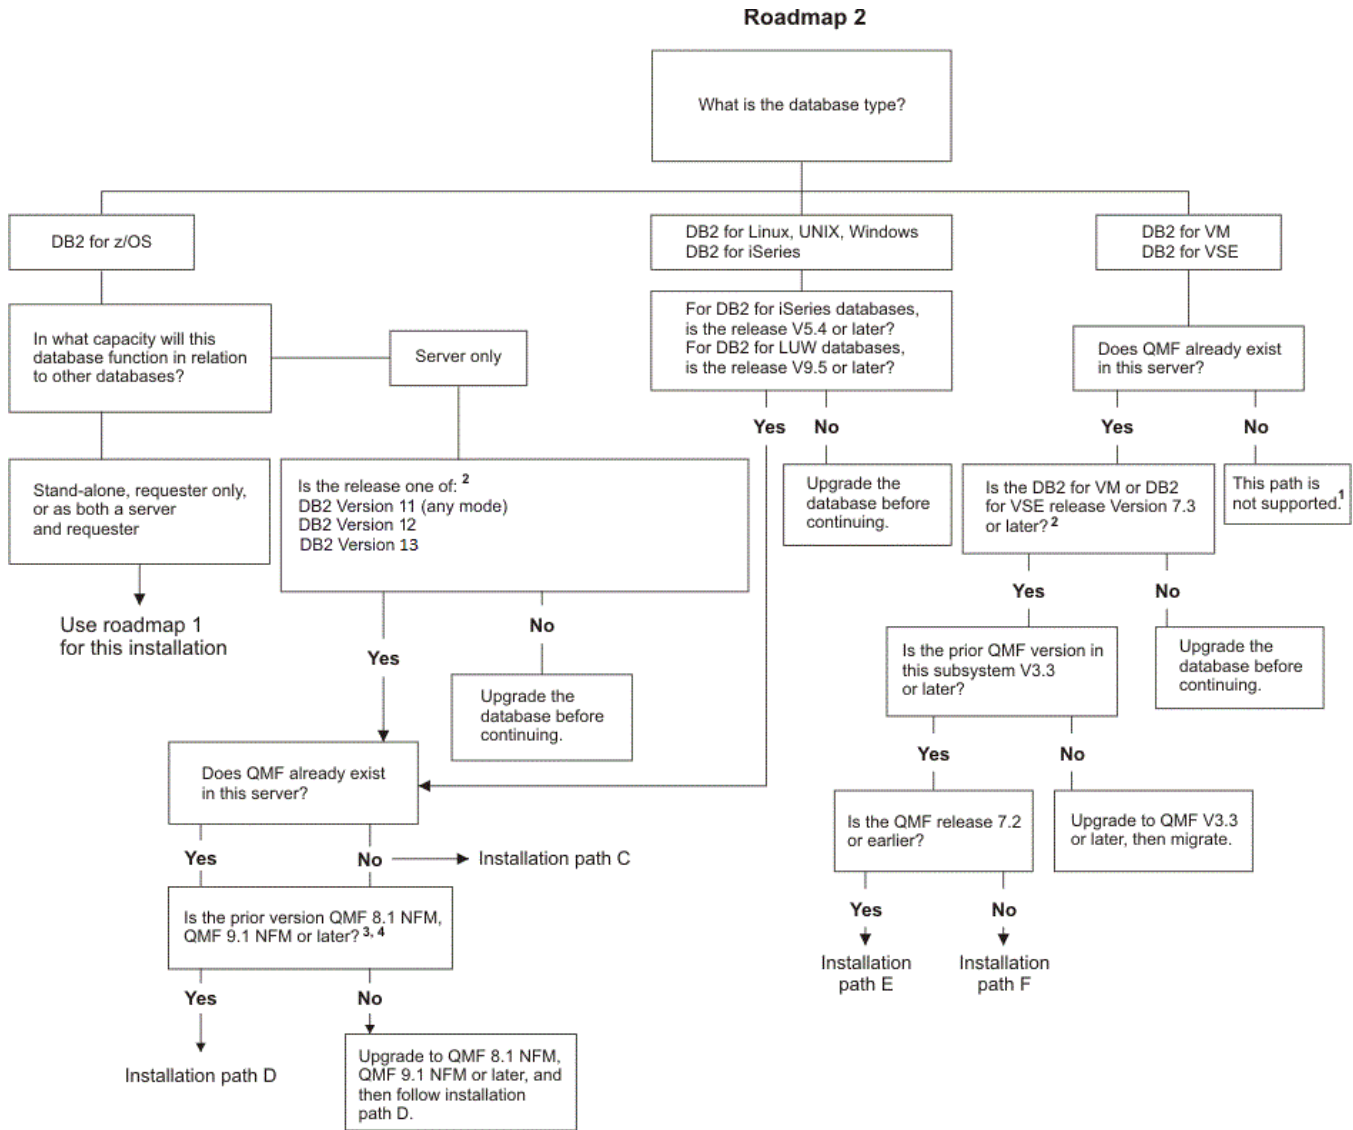 Roadmap 2
What is the database type?
DB2 for z/OS
DB2 for Linux, UNIX, Windows
DB2 for iSeries
DB2 for VM
DB2 for VSE
In what capacity will this
database function in relation
to other databases?
Server only
For DB2 for iSeries databases,
is the release V5.4 or later?
For DB2 for LUW databases,
is the release V9.5 or later?
Does QMF already exist
in this server?
Yes
No
Yes
No
Stand-alone, requester only,
or as both a server
and requester
Is the release one of: 2
DB2 Version 11 (any mode)
DB2 Version 12
DB2 Version 13
Upgrade the
database before
continuing.
Is the DB2 for VM or DB2
for VSE release Version 7.3
or later? 2
This path is
not supported.1
Use roadmap 1
for this installation
Yes
No
Yes
No
Upgrade the
database before
continuing.
Is the prior QMF version in
this subsystem V3.3
or later?
Upgrade the
database before
continuing.
Does QMF already exist
in this server?
Yes
No
Yes
No
Installation path C
Is the QMF release 7.2
or earlier?
Upgrade to QMF V3.3
or later, then migrate.
Is the prior version QMF 8.1 NFM,
QMF 9.1 NFM or later? 3, 4
Yes
No
Installation
path E
Installation
path F
Yes
No
Installation path D
Upgrade to QMF 8.1 NFM,
QMF 9.1 NFM or later, and
then follow installation
path D.